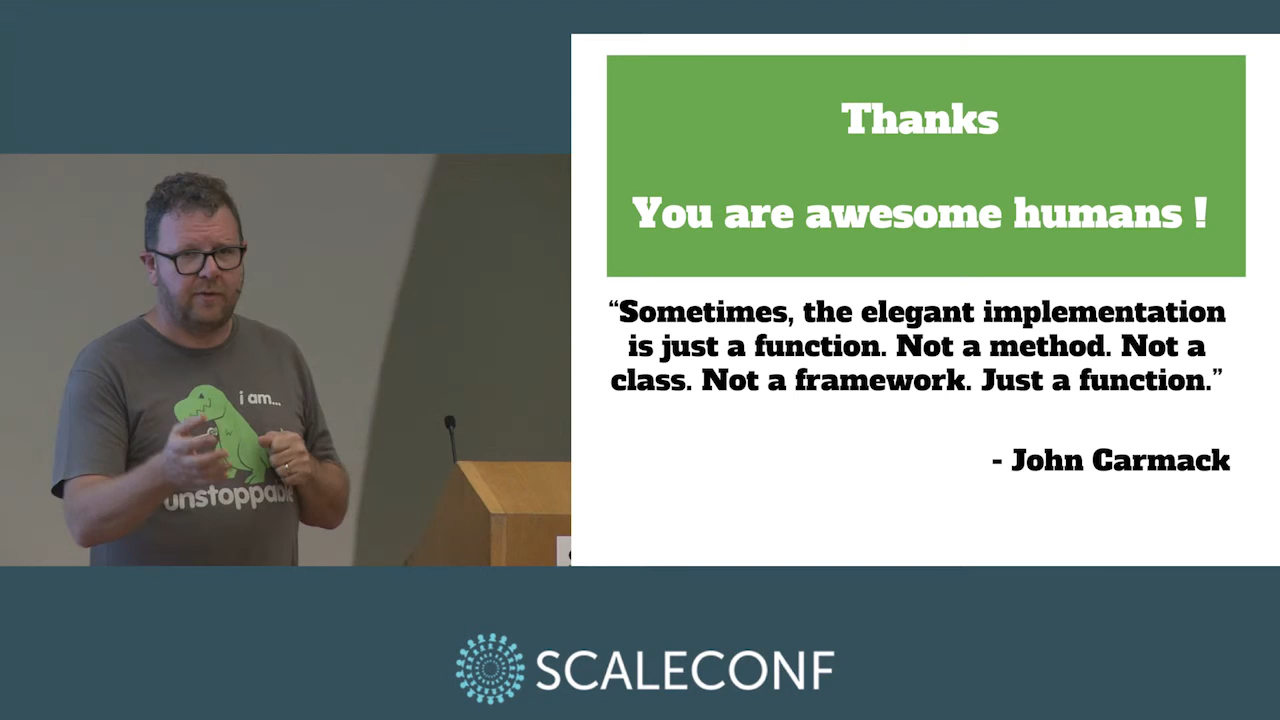 Thanks
You are awesome humans !
“Sometimes, the elegant implementation
is just a function. Not a method. Not a
class. Not a framework. Just a function.”
- John Carmack
i am...
unstoppable
SCALECONF